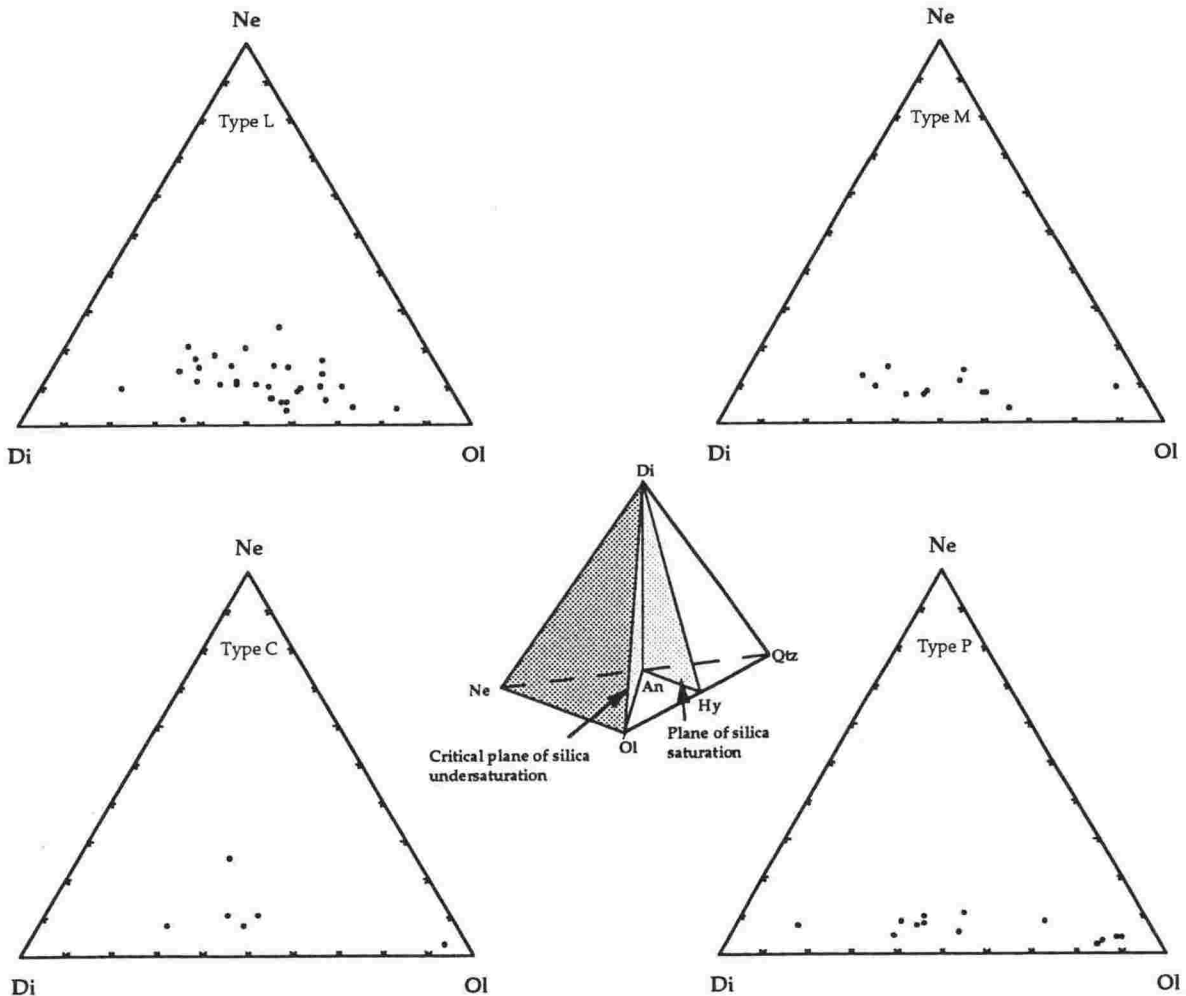 Ne
Type L
Di
Ol
Ne
Type M
Di
Ol
Di
Ne
An
Qtz
Hy
Ol
Critical plane of silica
undersaturation
Plane of silica
saturation
Ne
Type C
Di
Ol
Ne
Type P
Di
Ol